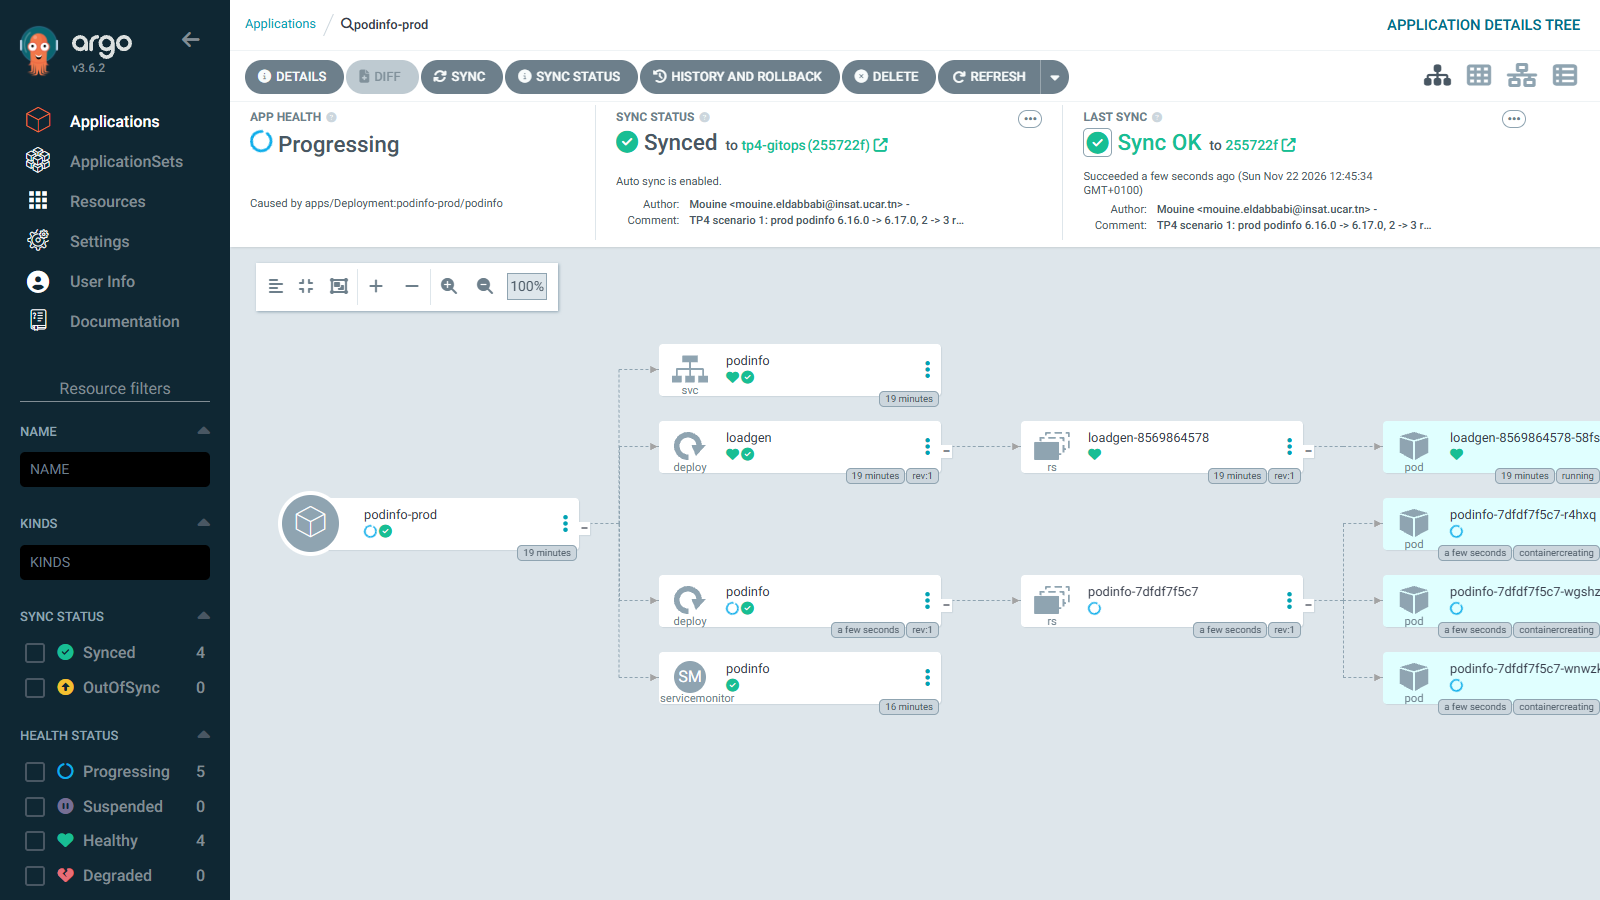 argo
v3.6.2
Applications
ApplicationSets
Resources
Settings
User Info
Documentation
Resource filters
NAME
NAME
KINDS
KINDS
SYNC STATUS
Synced 4
OutOfSync 0
HEALTH STATUS
Progressing 5
Suspended 0
Healthy 4
Degraded 0
Applications / podinfo-prod
APPLICATION DETAILS TREE
DETAILS DIFF SYNC SYNC STATUS HISTORY AND ROLLBACK DELETE REFRESH
APP HEALTH
Progressing
Caused by apps/Deployment:podinfo-prod/podinfo
SYNC STATUS
Synced to tp4-gitops (255722f)
Auto sync is enabled.
Author: Mouine <mouine.eldabbabi@insat.ucar.tn> -
Comment: TP4 scenario 1: prod podinfo 6.16.0 -> 6.17.0, 2 -> 3 r...
LAST SYNC
Sync OK to 255722f
Succeeded a few seconds ago (Sun Nov 22 2026 12:45:34
GMT+0100)
Author: Mouine <mouine.eldabbabi@insat.ucar.tn> -
Comment: TP4 scenario 1: prod podinfo 6.16.0 -> 6.17.0, 2 -> 3 r...
100%
podinfo-prod
19 minutes
podinfo
svc
19 minutes
loadgen
deploy
19 minutes rev:1
podinfo
deploy
a few seconds rev:1
SM
podinfo
servicemonitor
16 minutes
loadgen-8569864578
rs
19 minutes rev:1
podinfo-7dfdf7f5c7
rs
a few seconds rev:1
loadgen-8569864578-58fs
pod
19 minutes running
podinfo-7dfdf7f5c7-r4hxq
pod
a few seconds containercreating
podinfo-7dfdf7f5c7-wgshz
pod
a few seconds containercreating
podinfo-7dfdf7f5c7-wnwzk
pod
a few seconds containercreating